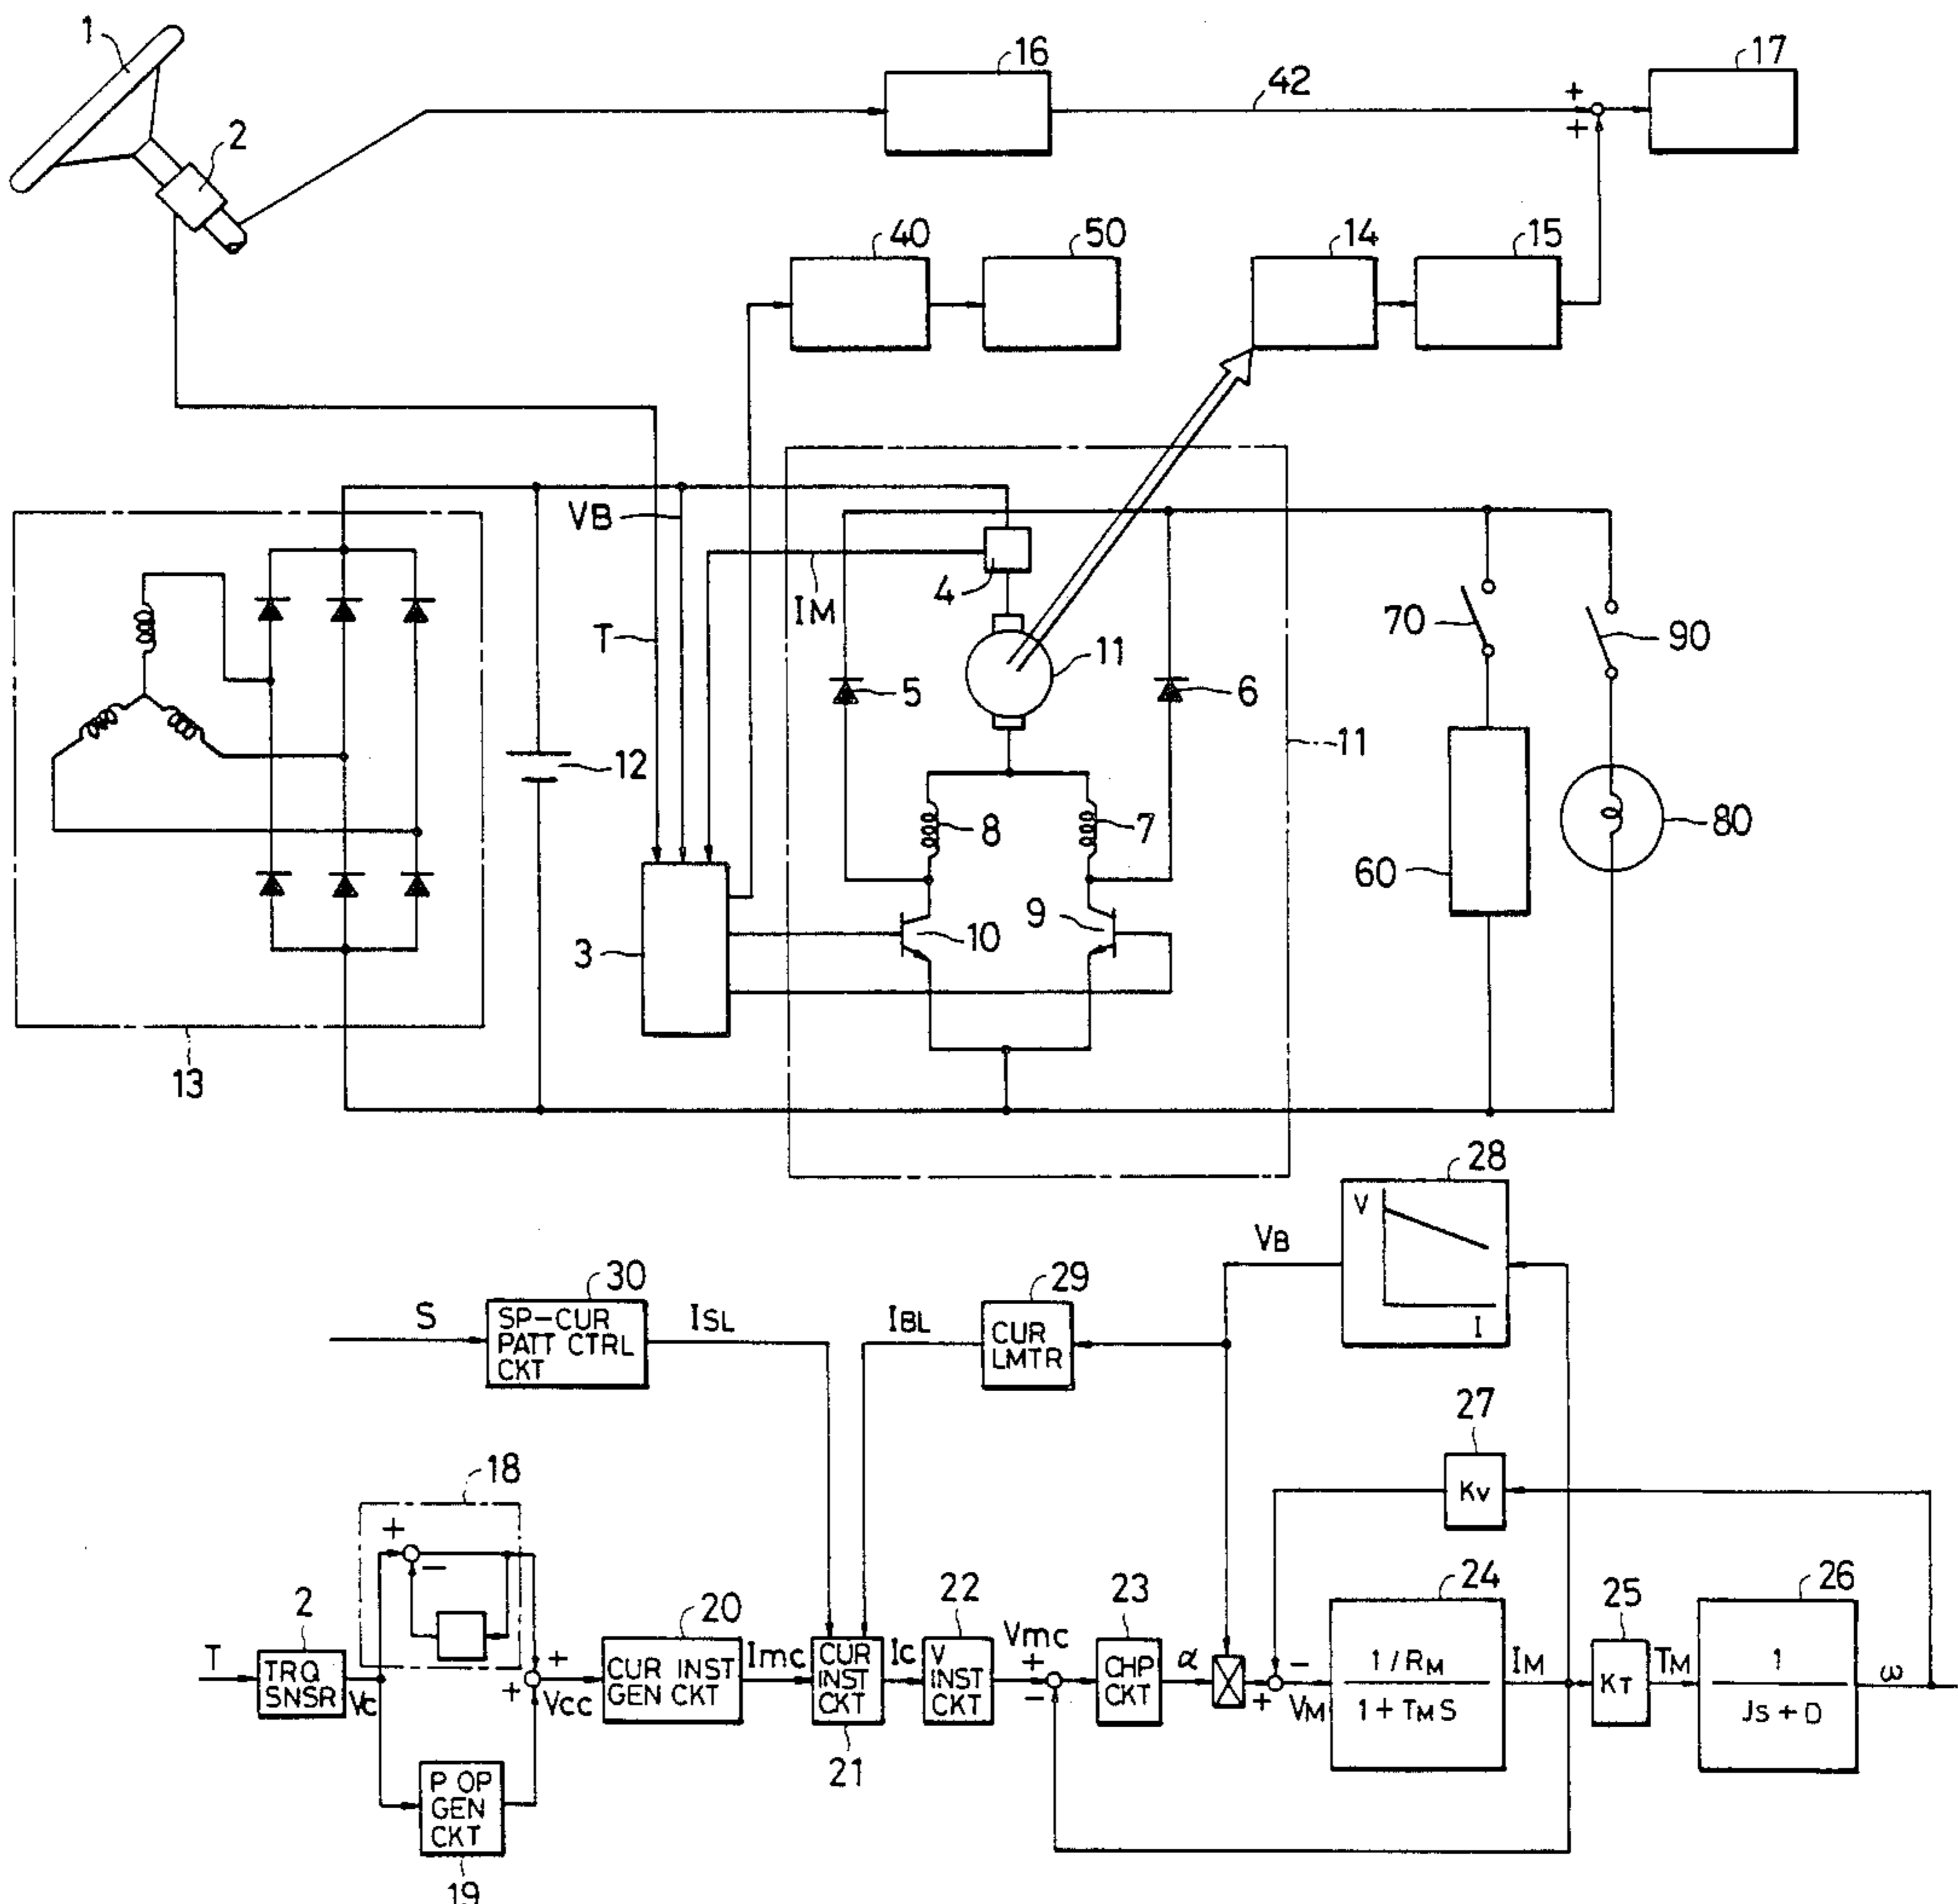 1
2
16
42
17
+
+
40
50
14
15
VB
IM
T
4
11
5
6
70
90
12
11
8
7
80
60
3
10
9
13
28
V
I
VB
30
S
SP-CUR
PATT CTRL
CKT
ISL
29
IBL
CUR
LMTR
27
Kv
18
+
−
2
T
TRQ
SNSR
Vc
+
+
Vcc
20
CUR INST
GEN CKT
Imc
CUR
INST
CKT
21
Ic
22
V
INST
CKT
Vmc
+
−
23
CHP
CKT
α
+
−
VM
24
1/RM
1+TMS
IM
25
KT
TM
26
1
Js+D
ω
P OP
GEN
CKT
19